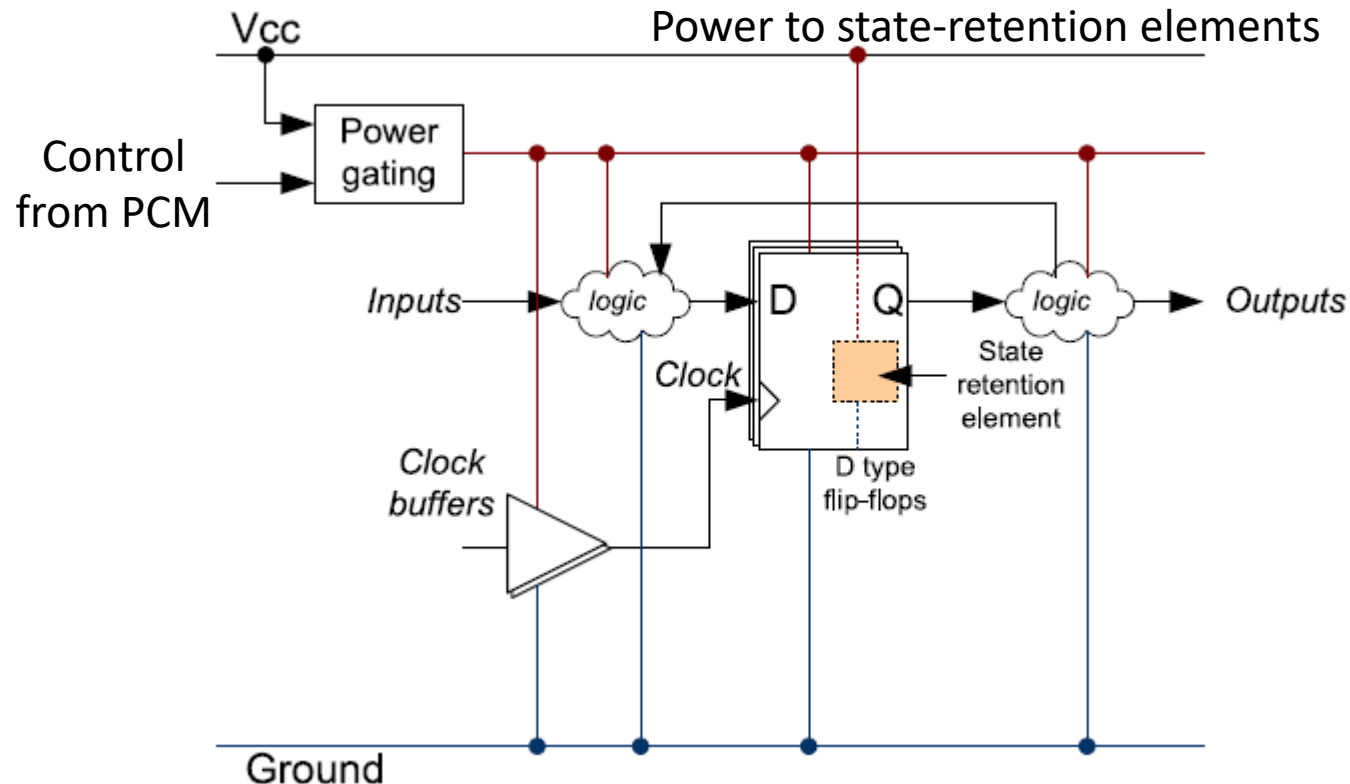 Vcc
Power to state-retention elements
Control
from PCM
Power
gating
Inputs
logic
D
Q
logic
Outputs
Clock
State
retention
element
Clock
buffers
D type
flip-flops
Ground